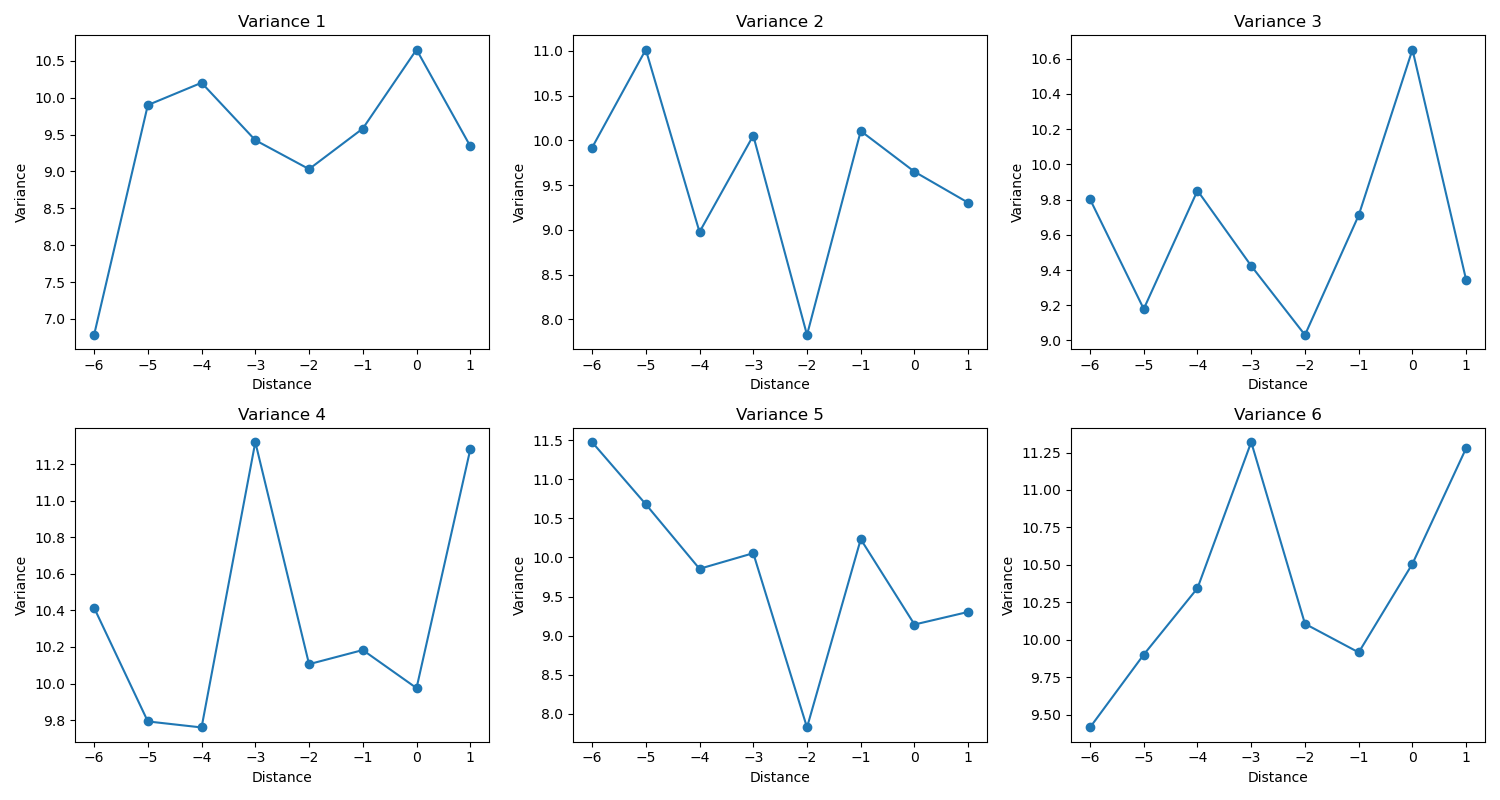 Variance 1
Variance
10.5
10.0
9.5
9.0
8.5
8.0
7.5
7.0
−6 −5 −4 −3 −2 −1 0 1
Distance
Variance 2
Variance
11.0
10.5
10.0
9.5
9.0
8.5
8.0
−6 −5 −4 −3 −2 −1 0 1
Distance
Variance 3
Variance
10.6
10.4
10.2
10.0
9.8
9.6
9.4
9.2
9.0
−6 −5 −4 −3 −2 −1 0 1
Distance
Variance 4
Variance
11.2
11.0
10.8
10.6
10.4
10.2
10.0
9.8
−6 −5 −4 −3 −2 −1 0 1
Distance
Variance 5
Variance
11.5
11.0
10.5
10.0
9.5
9.0
8.5
8.0
−6 −5 −4 −3 −2 −1 0 1
Distance
Variance 6
Variance
11.25
11.00
10.75
10.50
10.25
10.00
9.75
9.50
−6 −5 −4 −3 −2 −1 0 1
Distance